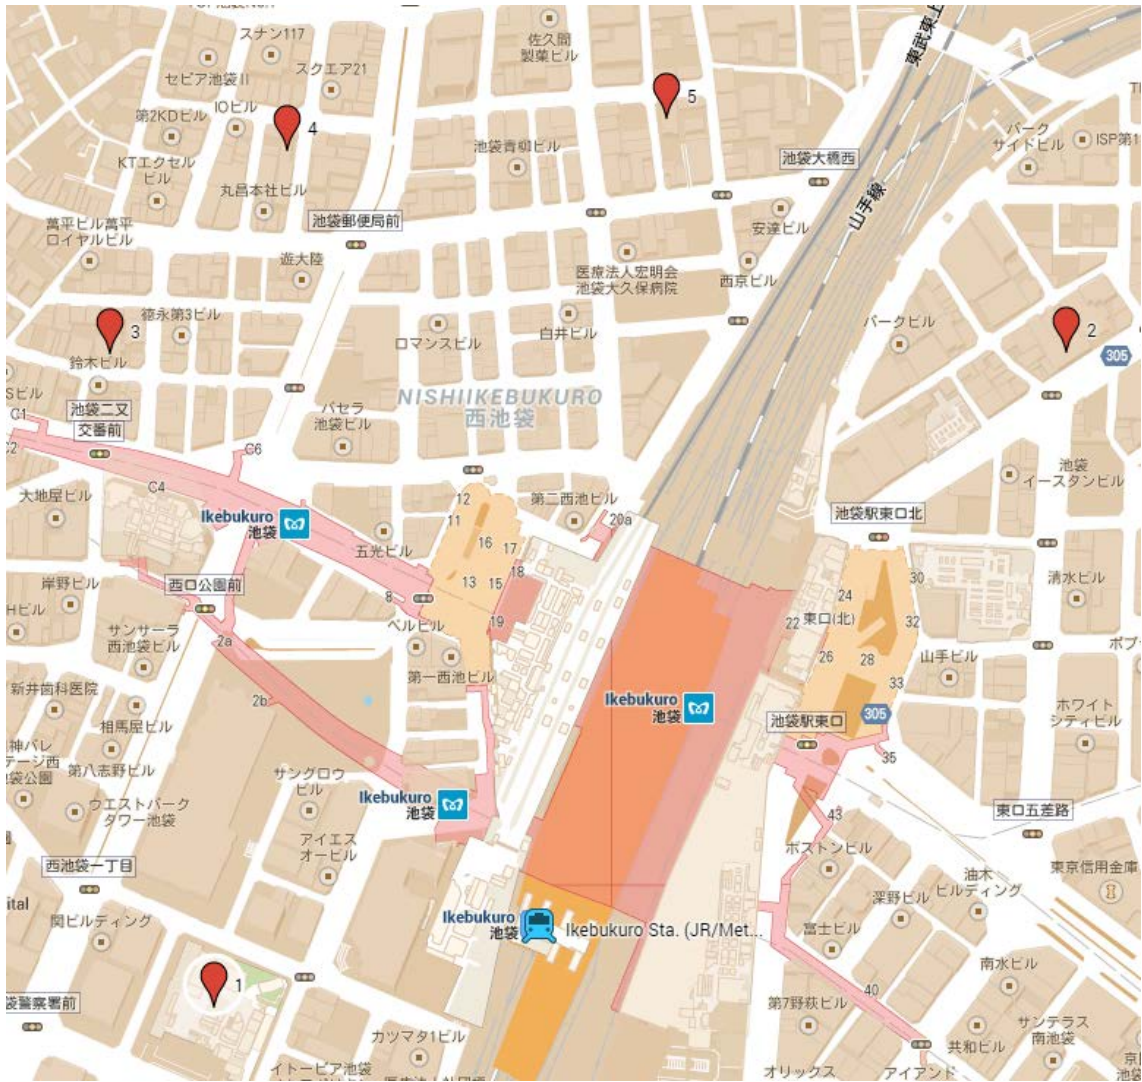 スナン117
セピア池袋II
スクエア21
佐久間
製菓ビル
東武東上
5
第2KDビル
IOビル
4
KTエクセル
ビル
池袋青柳ビル
池袋大橋西
パーク
サイドビル
ISP第1
丸昌本社ビル
山手線
萬平ビル萬平
ロイヤルビル
池袋郵便局前
安達ビル
遊大陸
医療法人宏明会
池袋大久保病院
西京ビル
3
徳永第3ビル
ロマンスビル
白井ビル
パークビル
2
305
鈴木ビル
Sビル
NISHIIKEBUKURO
西池袋
池袋二又
交番前
パセラ
池袋ビル
C1
C2
C6
C4
池袋
イースタンビル
大地屋ビル
Ikebukuro
池袋
12
11
第二西池ビル
20a
池袋駅東口北
16
17
五光ビル
18
13
15
岸野ビル
西口公園前
8
19
30
清水ビル
24
22
東口(北)
32
Hビル
ベルビル
サンサーラ
西池袋ビル
2a
26
28
山手ビル
33
第一西池ビル
新井歯科医院
2b
Ikebukuro
池袋
池袋駅東口
305
ホワイト
シティビル
相馬屋ビル
35
第八志野ビル
サングロウ
ビル
Ikebukuro
池袋
ウエストパーク
タワー池袋
43
東口五差路
アイエス
オービル
ボストンビル
西池袋一丁目
油木
ビルディング
東京信用金庫
深野ビル
ital
関ビルディング
Ikebukuro
池袋
Ikebukuro Sta. (JR/Met...
富士ビル
南水ビル
1
40
袋警察署前
第7野萩ビル
カツマタ1ビル
サンテラス
南池袋
共和ビル
イトーピア池袋
オリックス
アイアンド